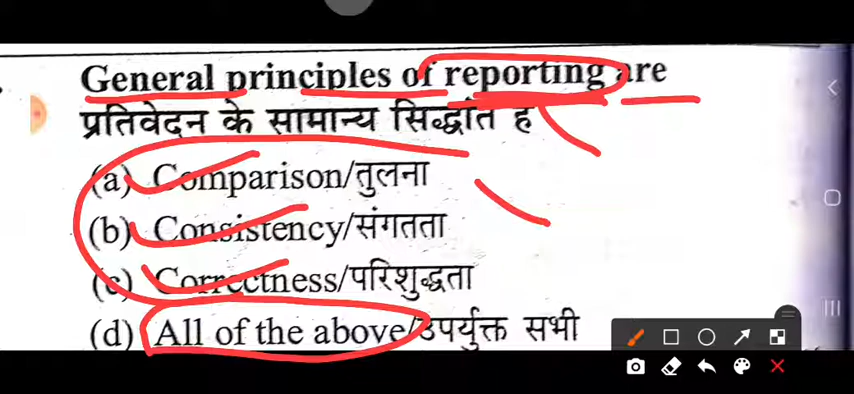 General principles of reporting are
प्रतिवेदन के सामान्य सिद्धांत है
(a) Comparison/तुलना
(b) Consistency/संगतता
(c) Correctness/परिशुद्धता
(d) All of the above/उपर्युक्त सभी